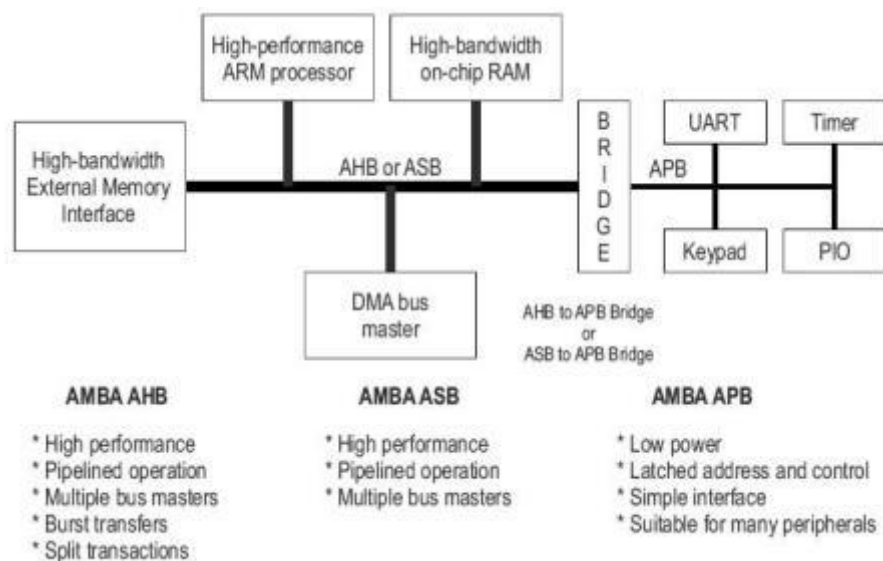 High-performance
ARM processor
High-bandwidth
on-chip RAM
High-bandwidth
External Memory
Interface
AHB or ASB
B
R
I
D
G
E
APB
UART
Timer
Keypad
PIO
DMA bus
master
AHB to APB Bridge
or
ASB to APB Bridge
AMBA AHB
* High performance
* Pipelined operation
* Multiple bus masters
* Burst transfers
* Split transactions
AMBA ASB
* High performance
* Pipelined operation
* Multiple bus masters
AMBA APB
* Low power
* Latched address and control
* Simple interface
* Suitable for many peripherals